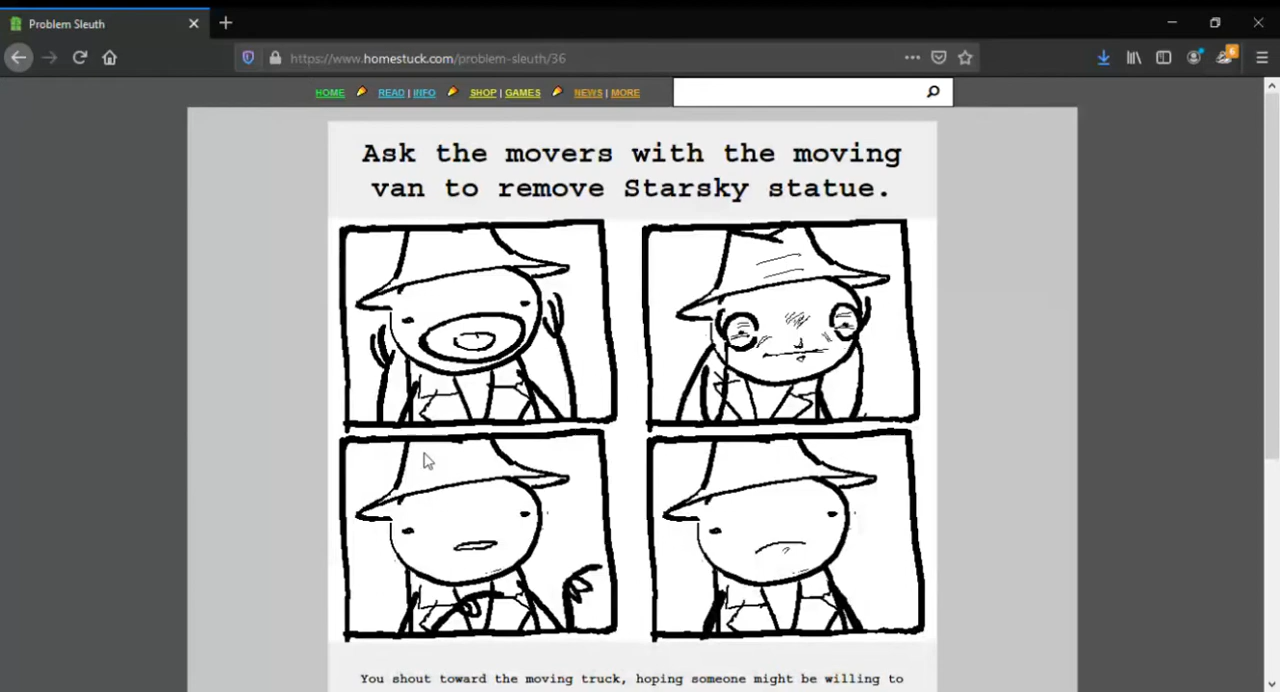 Problem Sleuth
https://www.homestuck.com/problem-sleuth/36
6
HOME READ | INFO SHOP | GAMES NEWS | MORE
Ask the movers with the moving
van to remove Starsky statue.
You shout toward the moving truck, hoping someone might be willing to